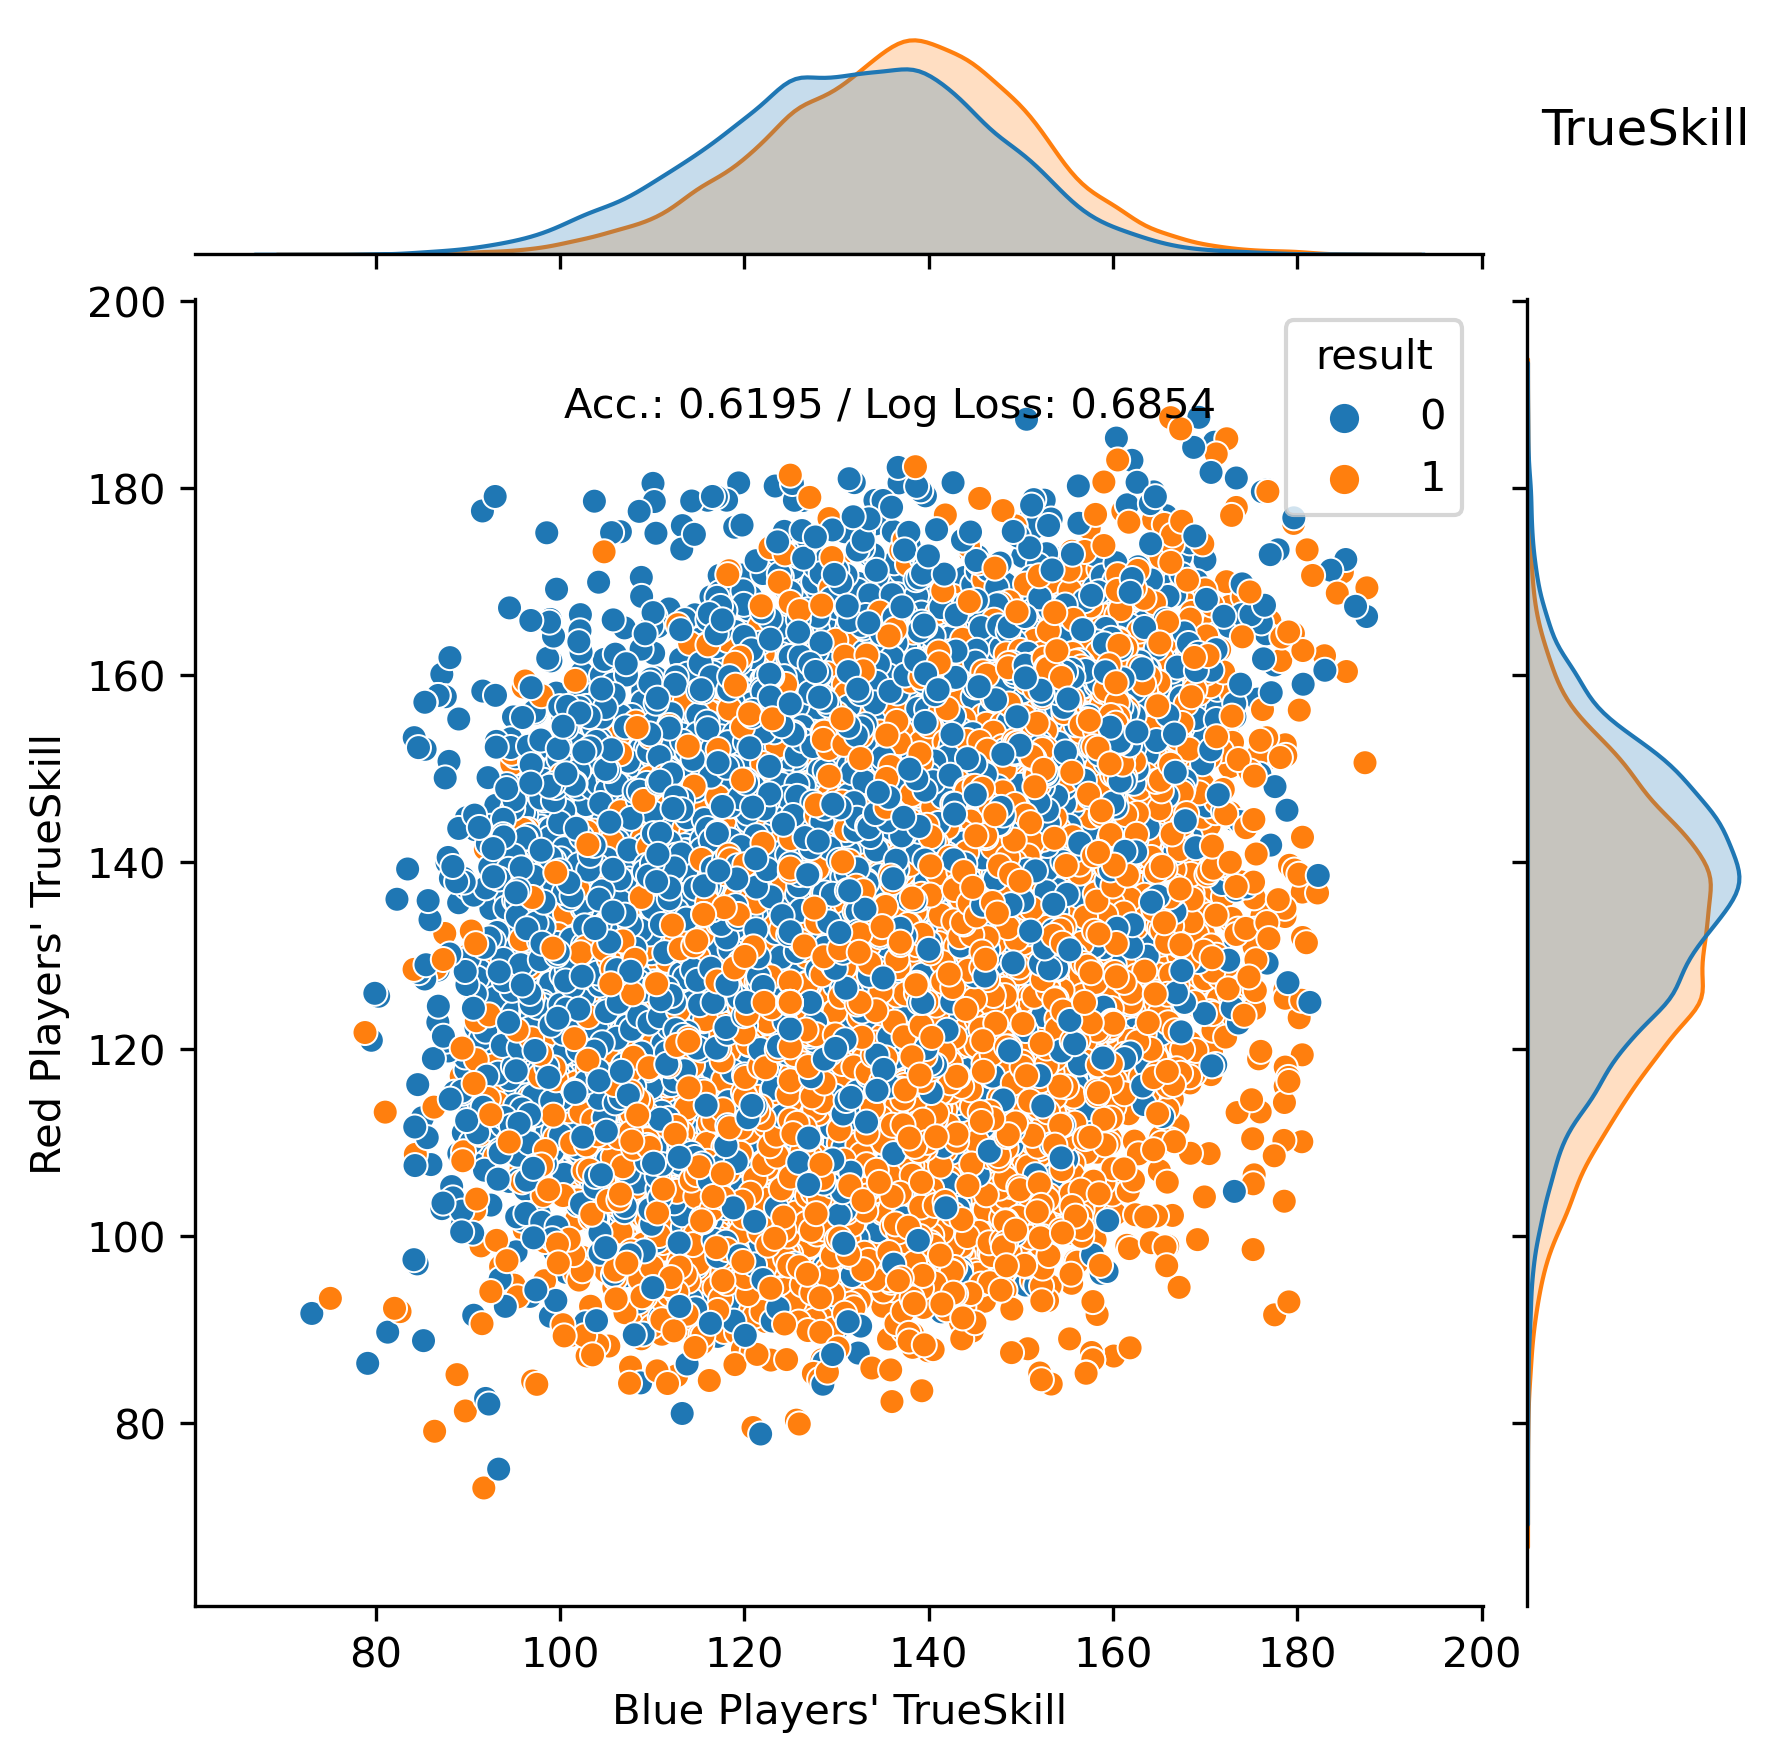 TrueSkill
200
180
160
140
120
100
80
Red Players' TrueSkill
Acc.: 0.6195 / Log Loss: 0.6854
result
0
1
80 100 120 140 160 180 200
Blue Players' TrueSkill